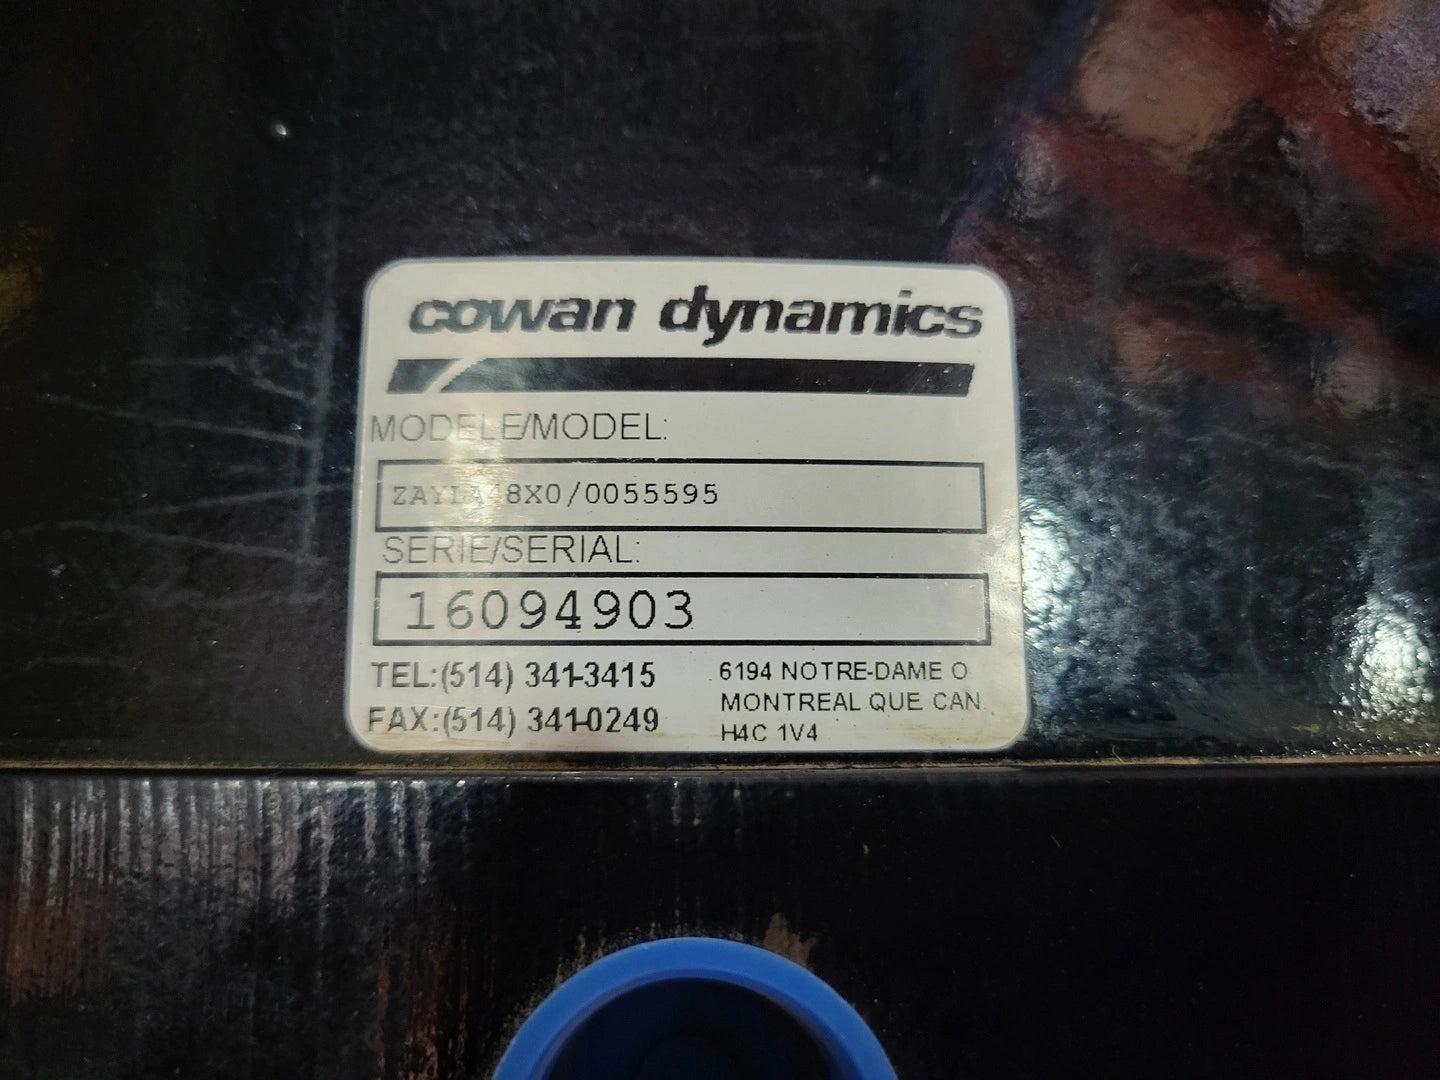 cowan dynamics
MODELE/MODEL:
SERIE/SERIAL:
16094903
TEL:(514) 341-3415
FAX:(514) 341-0249
6194 NOTRE-DAME O
MONTREAL QUE CAN
H4C 1V4